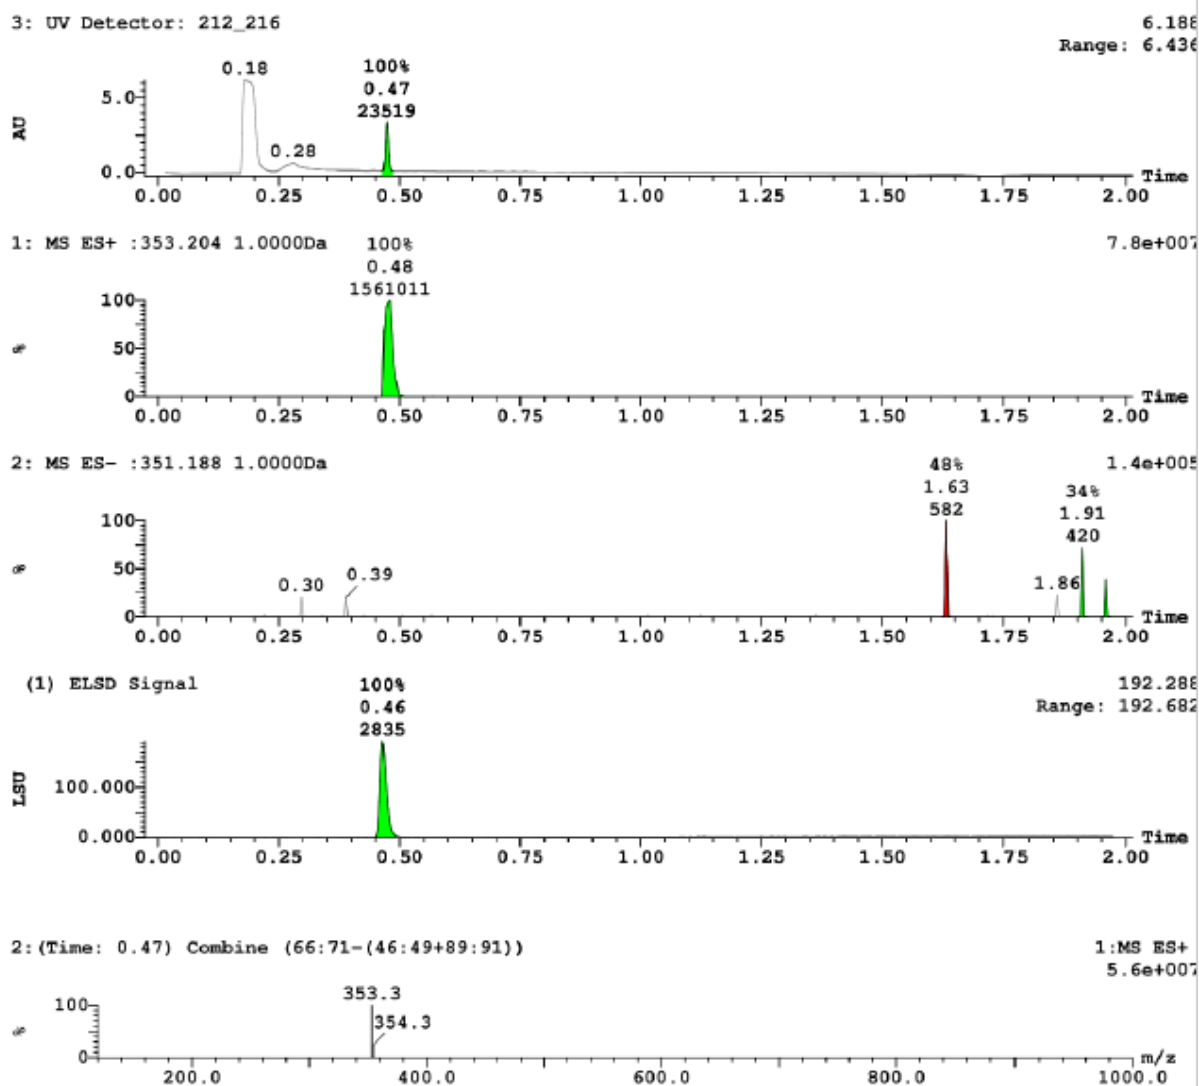 3: UV Detector: 212_216 6.188
Range: 6.436
0.18 100%
0.47
5.0 23519
AU 0.28
0.0
Time
0.00 0.25 0.50 0.75 1.00 1.25 1.50 1.75 2.00
1: MS ES+ :353.204 1.0000Da 100% 7.8e+007
0.48
1561011
100
% 50
0 Time
0.00 0.25 0.50 0.75 1.00 1.25 1.50 1.75 2.00
2: MS ES- :351.188 1.0000Da 48% 1.4e+005
1.63 34%
582 1.91
100 420
% 50 0.30 0.39 1.86
0 Time
0.00 0.25 0.50 0.75 1.00 1.25 1.50 1.75 2.00
(1) ELSD Signal 100% 192.288
0.46 Range: 192.682
2835
LSU 100.000
0.000 Time
0.00 0.25 0.50 0.75 1.00 1.25 1.50 1.75 2.00
2:(Time: 0.47) Combine (66:71-(46:49+89:91)) 1:MS ES+
5.6e+007
353.3
100 354.3
%
0 m/z
200.0 400.0 600.0 800.0 1000.0